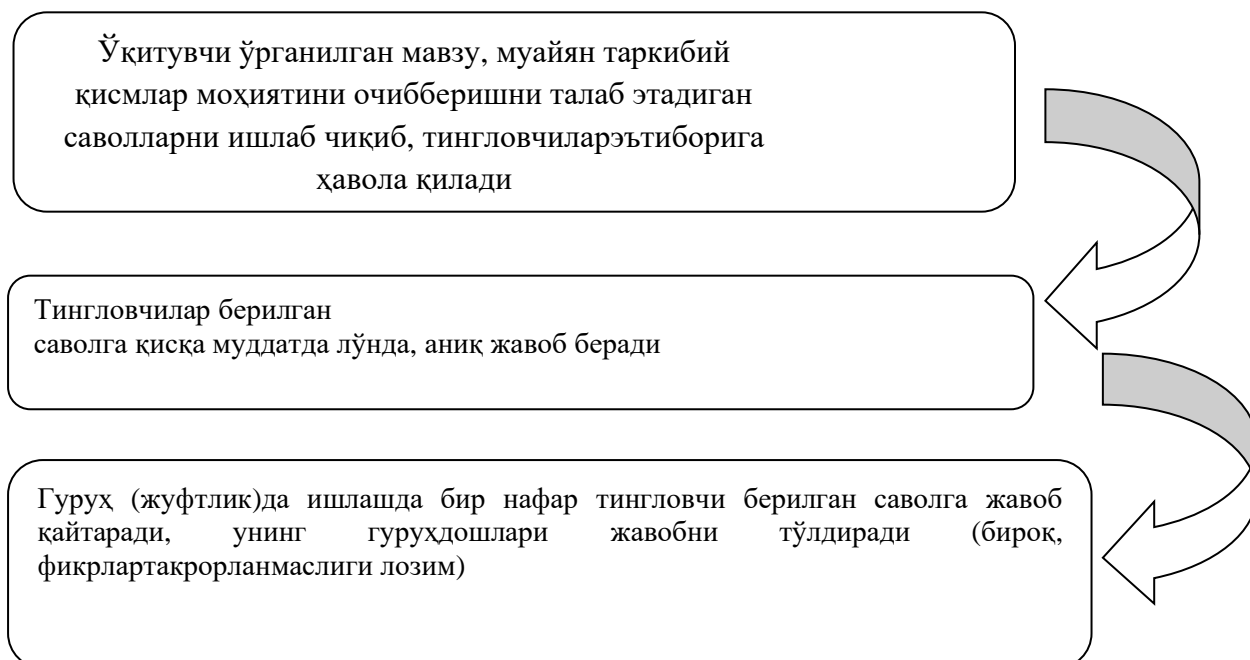 Ўқитувчи ўрганилган мавзу, муайян таркибий
қисмлар моҳиятини очибберишни талаб этадиган
саволларни ишлаб чиқиб, тингловчиларэътиборига
ҳавола қилади
Тингловчилар берилган
саволга қисқа муддатда лўнда, аниқ жавоб беради
Гуруҳ (жуфтлик)да ишлашда бир нафар тингловчи берилган саволга жавоб
қайтаради, унинг гуруҳдошлари жавобни тўлдиради (бироқ,
фикрлартакрорланмаслиги лозим)